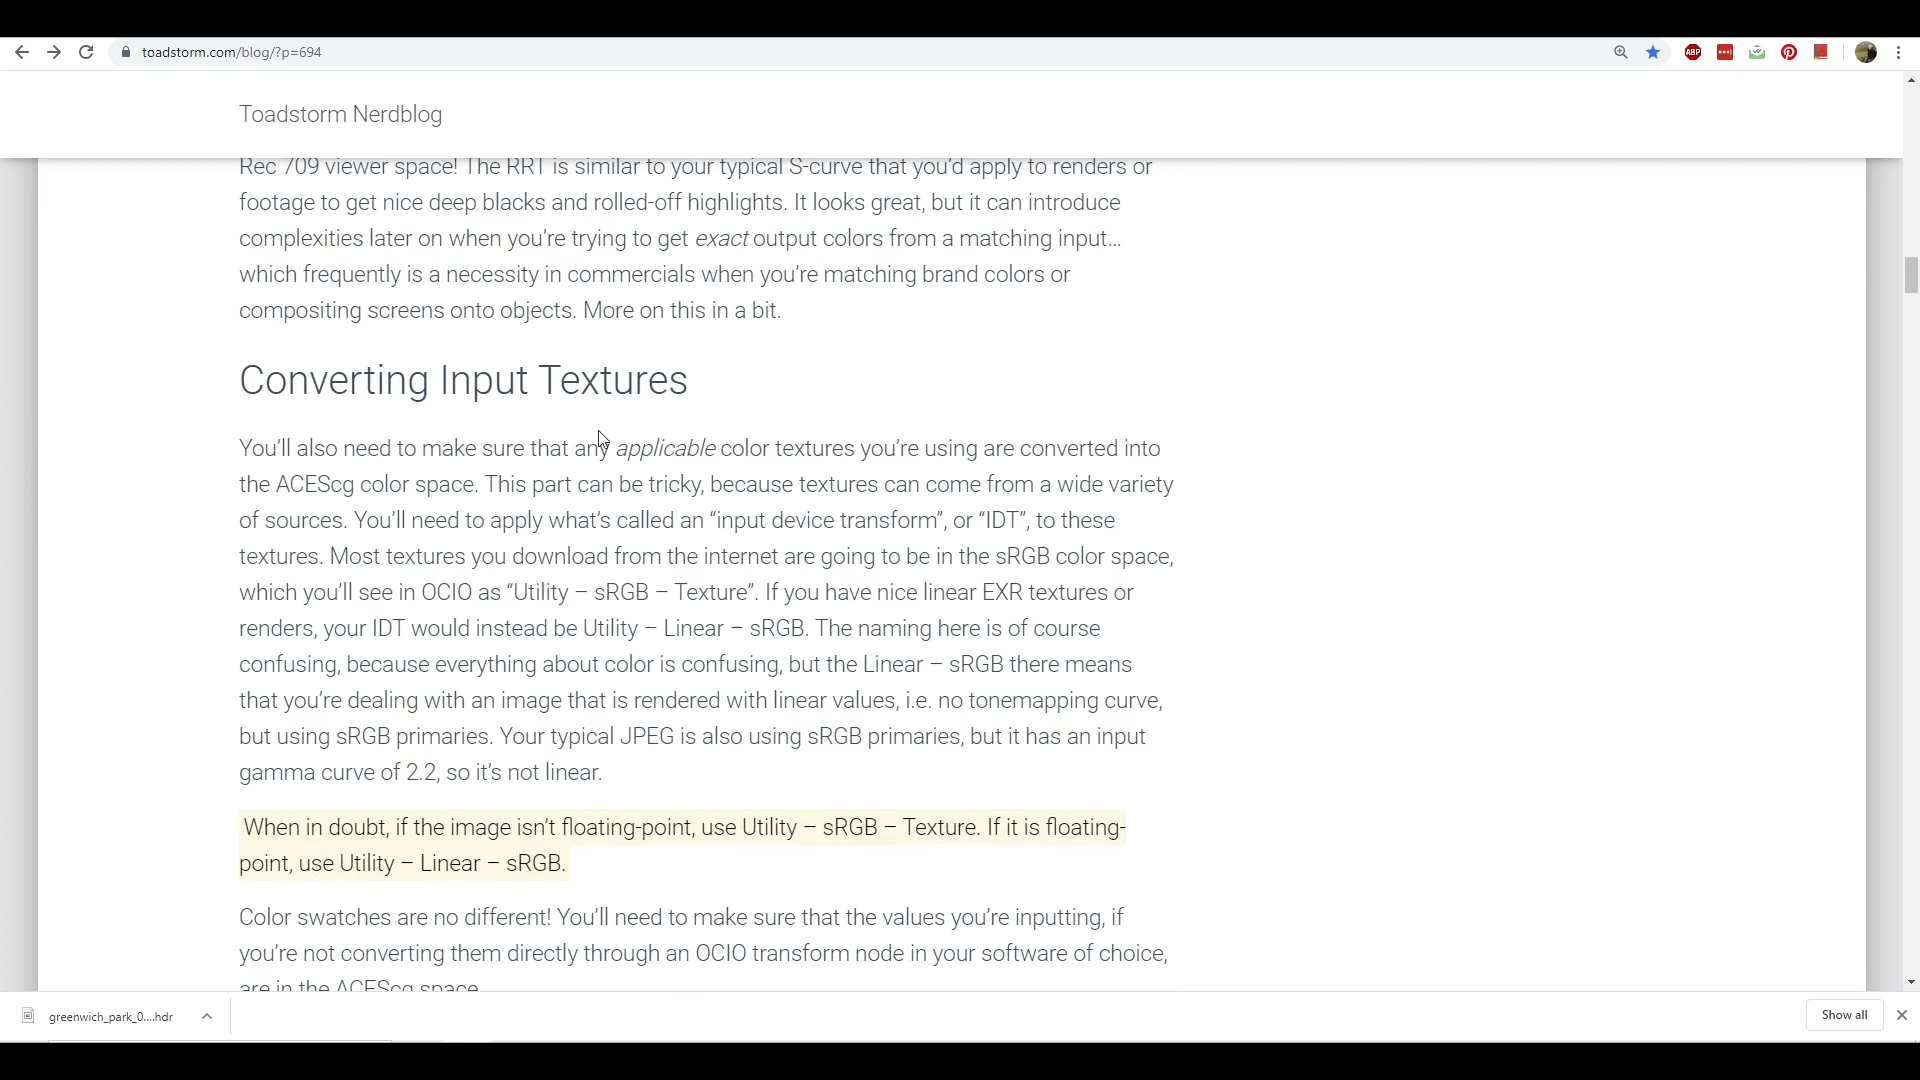 toadstorm.com/blog/?p=694
ABP
Toadstorm Nerdblog
Rec 709 viewer space! The RRT is similar to your typical S-curve that you’d apply to renders or
footage to get nice deep blacks and rolled-off highlights. It looks great, but it can introduce
complexities later on when you’re trying to get exact output colors from a matching input…
which frequently is a necessity in commercials when you’re matching brand colors or
compositing screens onto objects. More on this in a bit.
Converting Input Textures
You’ll also need to make sure that any applicable color textures you’re using are converted into
the ACEScg color space. This part can be tricky, because textures can come from a wide variety
of sources. You’ll need to apply what’s called an “input device transform”, or “IDT”, to these
textures. Most textures you download from the internet are going to be in the sRGB color space,
which you’ll see in OCIO as “Utility – sRGB – Texture”. If you have nice linear EXR textures or
renders, your IDT would instead be Utility – Linear – sRGB. The naming here is of course
confusing, because everything about color is confusing, but the Linear – sRGB there means
that you’re dealing with an image that is rendered with linear values, i.e. no tonemapping curve,
but using sRGB primaries. Your typical JPEG is also using sRGB primaries, but it has an input
gamma curve of 2.2, so it’s not linear.
When in doubt, if the image isn’t floating-point, use Utility – sRGB – Texture. If it is floating-
point, use Utility – Linear – sRGB.
Color swatches are no different! You’ll need to make sure that the values you’re inputting, if
you’re not converting them directly through an OCIO transform node in your software of choice,
are in the ACEScg space.
greenwich_park_0....hdr
Show all